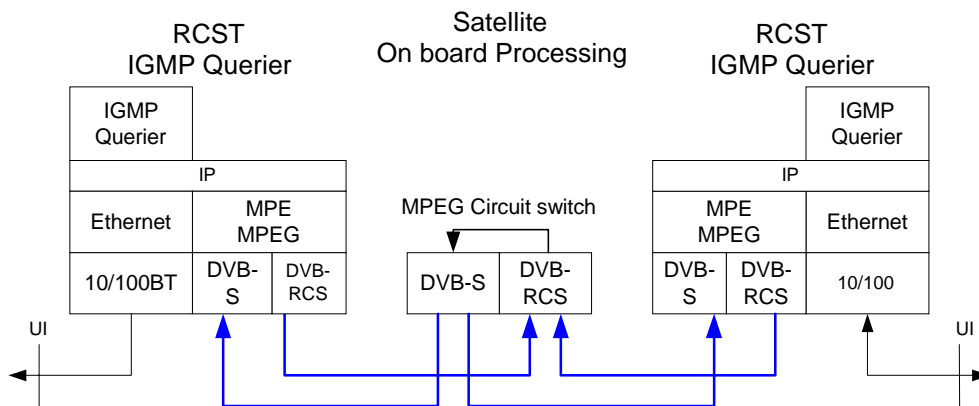 RCST
IGMP Querier
Satellite
On board Processing
RCST
IGMP Querier
IGMP
Querier
IP
Ethernet
MPE
MPEG
10/100BT
DVB-
S
DVB-
RCS
UI
MPEG Circuit switch
DVB-S
DVB-
RCS
IGMP
Querier
IP
MPE
MPEG
Ethernet
DVB-
S
DVB-
RCS
10/100
UI